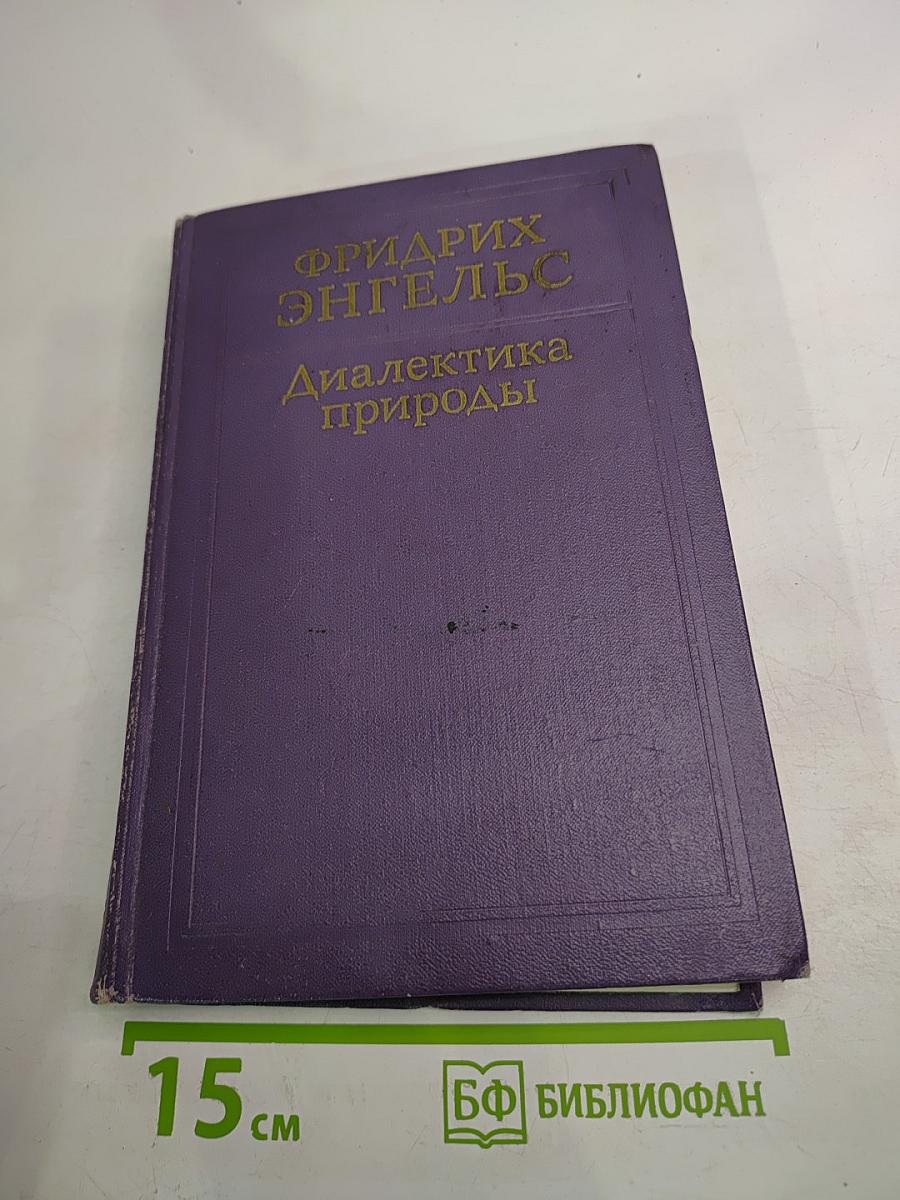 ФРИДРИХ
ЭНГЕЛЬС
Диалектика
природы
15 см
БФ БИБЛИОФАН